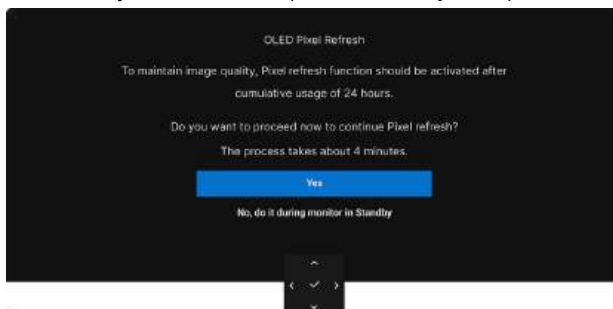 OLED Pixel Refresh
To maintain image quality, Pixel refresh function should be activated after
cumulative usage of 24 hours.
Do you want to proceed now to continue Pixel refresh?
The process takes about 4 minutes.
Yes
No, do it during monitor in Standby